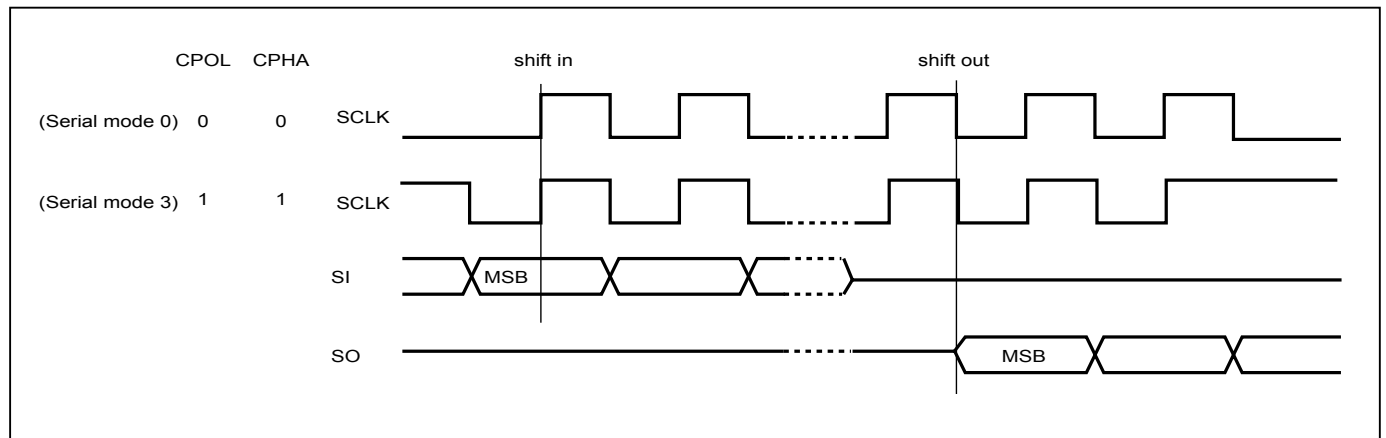 CPOL CPHA shift in shift out
(Serial mode 0) 0 0 SCLK
(Serial mode 3) 1 1 SCLK
SI MSB
SO MSB